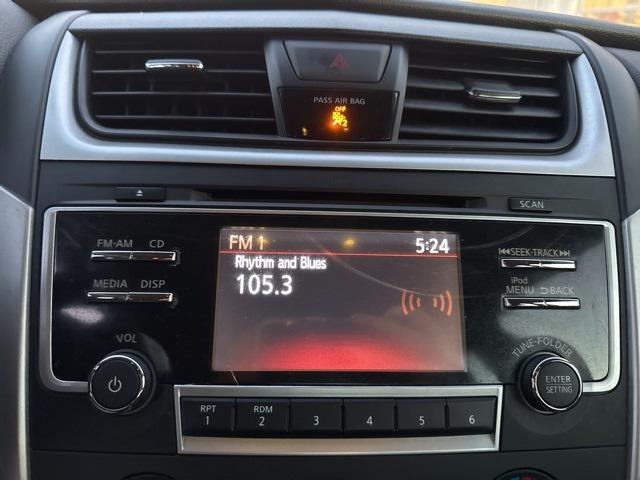 PASS AIR BAG
OFF
SCAN
FM-AM CD
MEDIA DISP
VOL
FM 1 5:24
Rhythm and Blues
105.3
SEEK·TRACK
iPod
MENU BACK
TUNE·FOLDER
ENTER
SETTING
RPT RDM
1 2 3 4 5 6